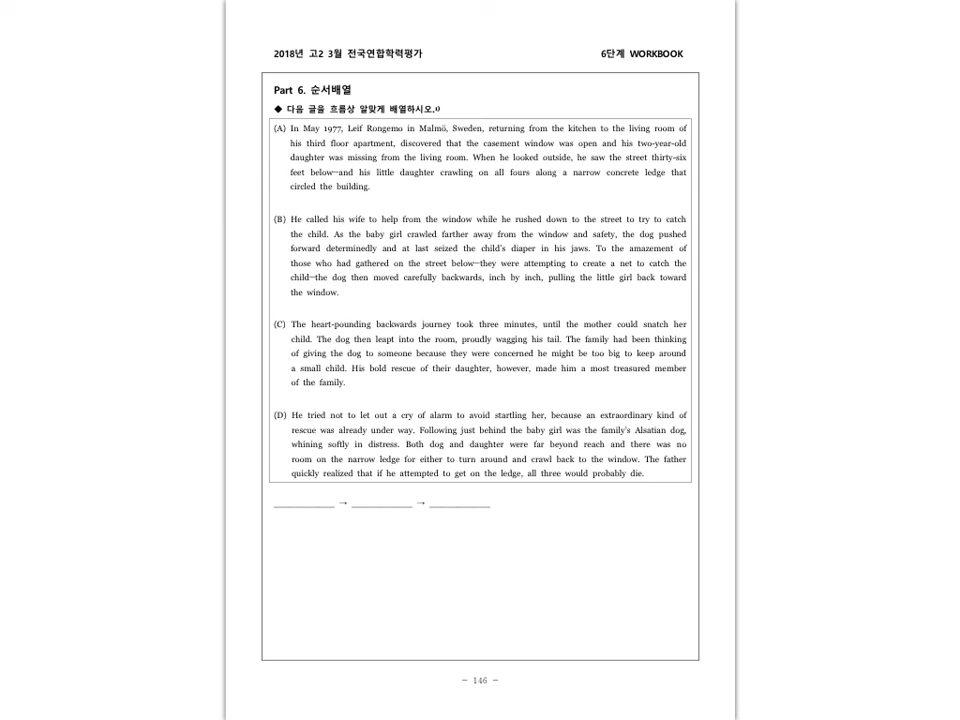 2018년 고2 3월 전국연합학력평가
6단계 WORKBOOK
Part 6. 순서배열
◆ 다음 글을 흐름상 알맞게 배열하시오.1)
(A) In May 1977, Leif Rongemo in Malmö, Sweden, returning from the kitchen to the living room of
his third floor apartment, discovered that the casement window was open and his two-year-old
daughter was missing from the living room. When he looked outside, he saw the street thirty-six
feet below—and his little daughter crawling on all fours along a narrow concrete ledge that
circled the building.
(B) He called his wife to help from the window while he rushed down to the street to try to catch
the child. As the baby girl crawled farther away from the window and safety, the dog pushed
forward determinedly and at last seized the child's diaper in his jaws. To the amazement of
those who had gathered on the street below—they were attempting to create a net to catch the
child—the dog then moved carefully backwards, inch by inch, pulling the little girl back toward
the window.
(C) The heart-pounding backwards journey took three minutes, until the mother could snatch her
child. The dog then leapt into the room, proudly wagging his tail. The family had been thinking
of giving the dog to someone because they were concerned he might be too big to keep around
a small child. His bold rescue of their daughter, however, made him a most treasured member
of the family.
(D) He tried not to let out a cry of alarm to avoid startling her, because an extraordinary kind of
rescue was already under way. Following just behind the baby girl was the family's Alsatian dog,
whining softly in distress. Both dog and daughter were far beyond reach and there was no
room on the narrow ledge for either to turn around and crawl back to the window. The father
quickly realized that if he attempted to get on the ledge, all three would probably die.
____________ → ____________ → ____________
- 146 -